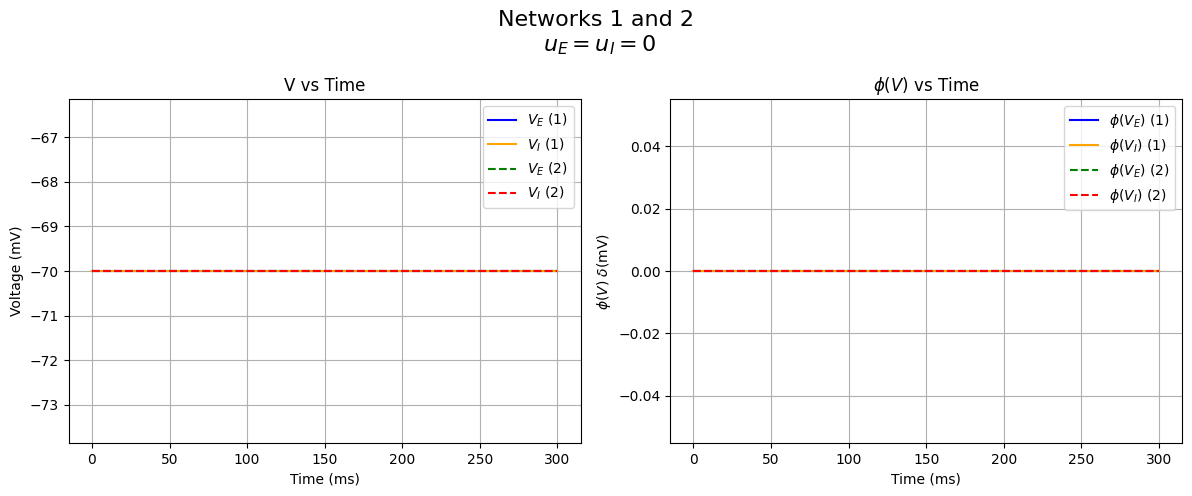 Networks 1 and 2
u_E = u_I = 0
V vs Time
−67
−68
−69
−70
−71
−72
−73
Voltage (mV)
0 50 100 150 200 250 300
Time (ms)
V_E (1)
V_I (1)
V_E (2)
V_I (2)
ϕ(V) vs Time
0.04
0.02
0.00
−0.02
−0.04
ϕ(V) δ(mV)
0 50 100 150 200 250 300
Time (ms)
ϕ(V_E) (1)
ϕ(V_I) (1)
ϕ(V_E) (2)
ϕ(V_I) (2)